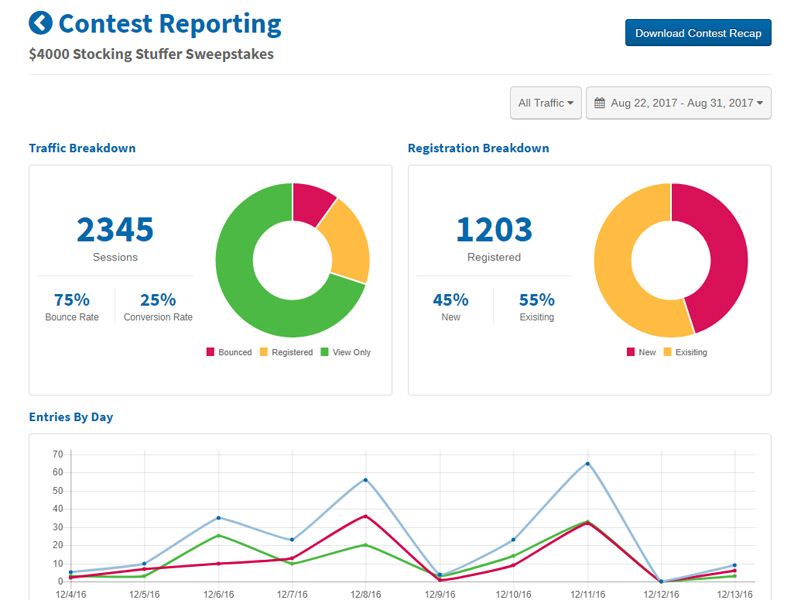 Contest Reporting
$4000 Stocking Stuffer Sweepstakes
Download Contest Recap
All Traffic
Aug 22, 2017 - Aug 31, 2017
Traffic Breakdown
2345
Sessions
75%
Bounce Rate
25%
Conversion Rate
Bounced
Registered
View Only
Registration Breakdown
1203
Registered
45%
New
55%
Exisiting
New
Exisiting
Entries By Day
70
60
50
40
30
20
10
0
12/4/16
12/5/16
12/6/16
12/7/16
12/8/16
12/9/16
12/10/16
12/11/16
12/12/16
12/13/16